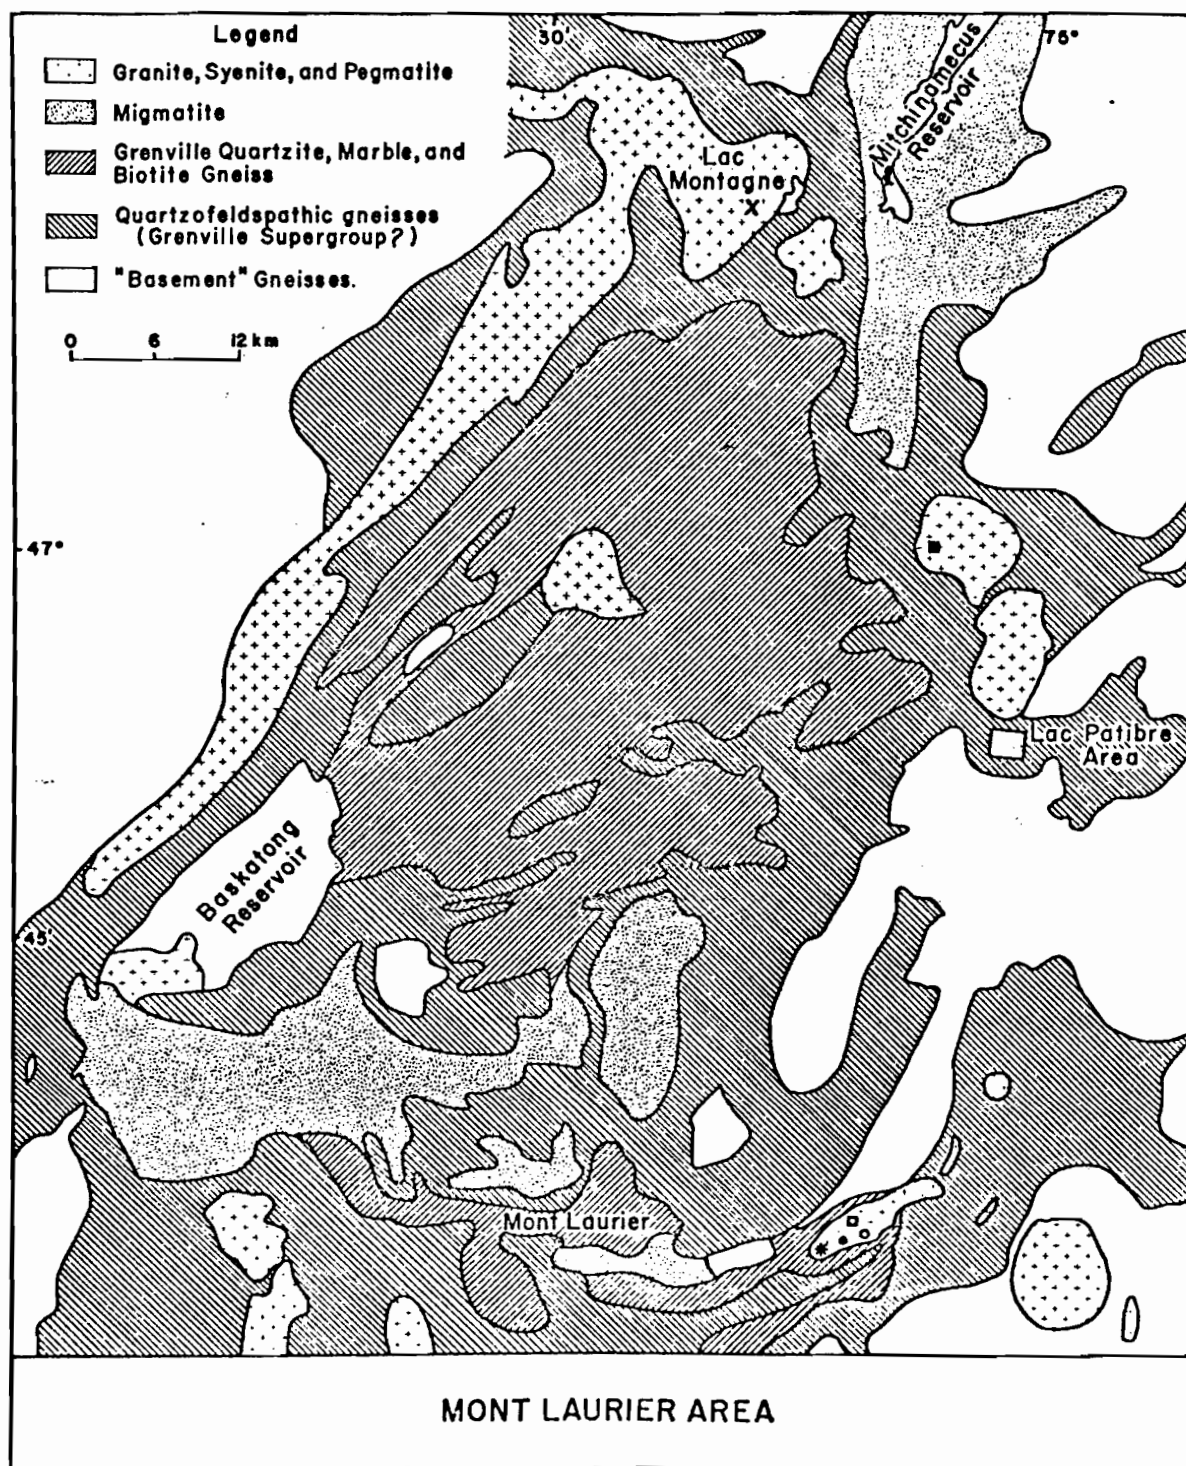 Legend
Granite, Syenite, and Pegmatite
Migmatite
Grenville Quartzite, Marble, and
Biotite Gneiss
Quartzofeldspathic gneisses
(Grenville Supergroup?)
"Basement" Gneisses.
0 6 12 km
30'
75°
Mitchinamecus
Reservoir
Lac
Montagne
X
47°
Lac Patibre
Area
Baskatong
Reservoir
45'
Mont Laurier
MONT LAURIER AREA